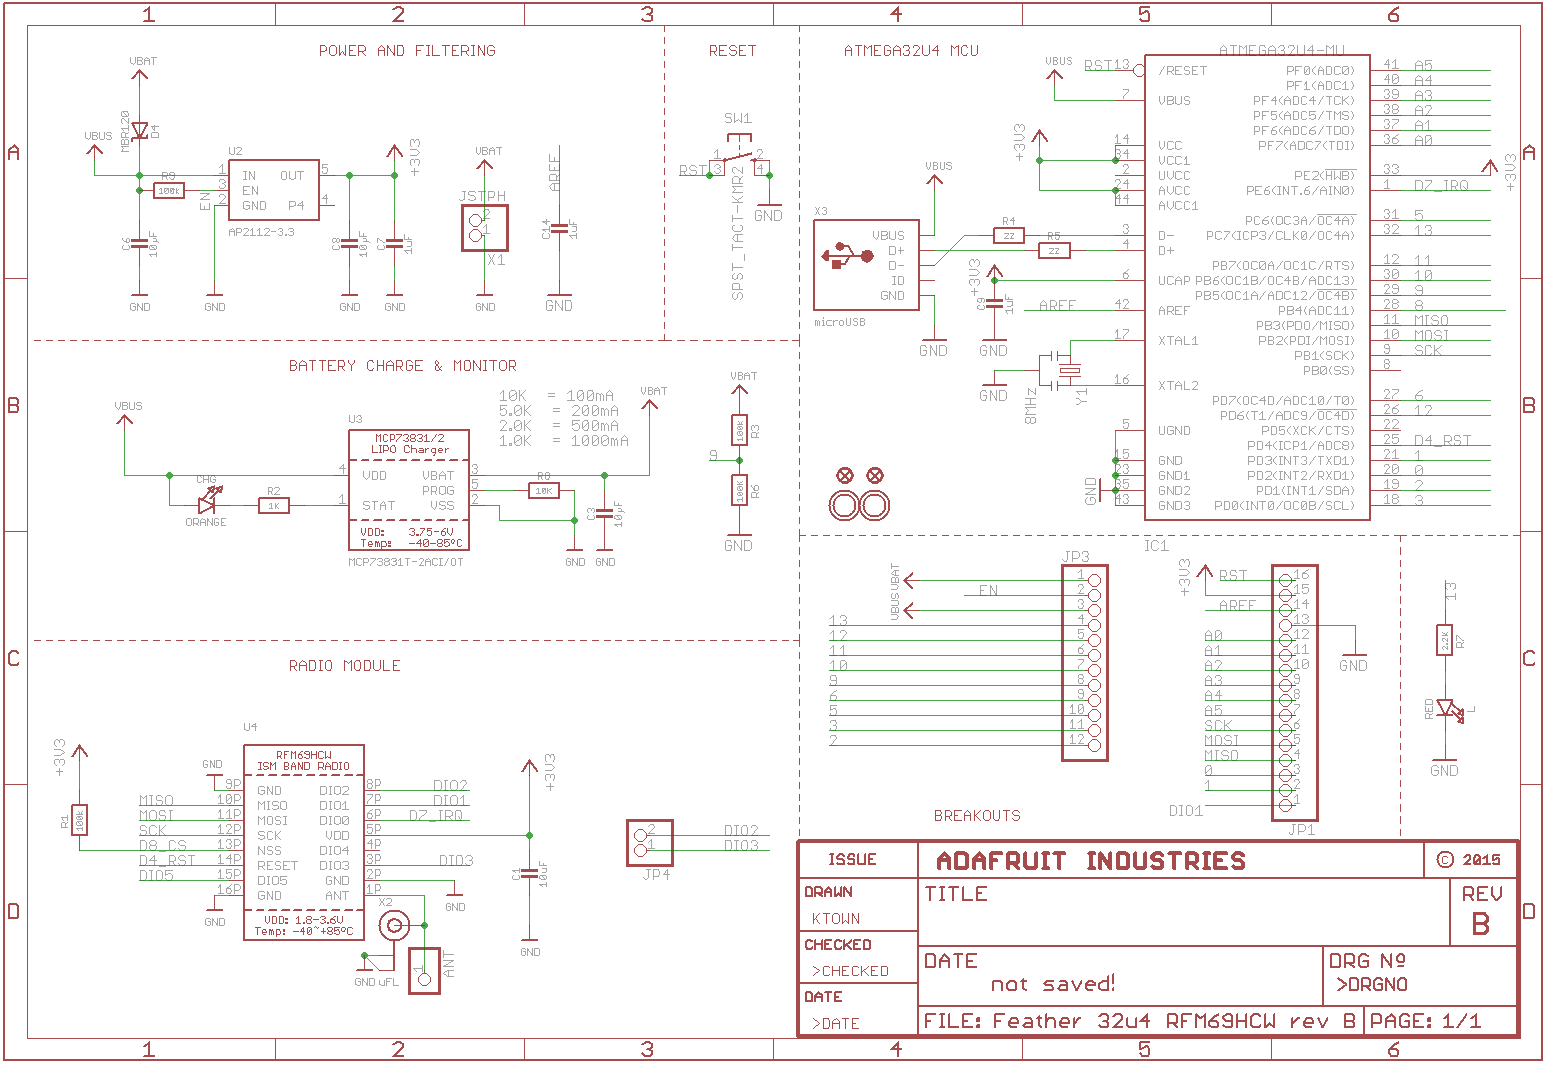 1 2 3 4 5 6
A
B
C
D
POWER AND FILTERING
VBAT
MBR120
D4
VBUS
R9
100k
EN
U2
1 IN OUT 5
3 EN
2 GND P4 4
AP2112-3.3
C6
10µF
GND
GND
C8
10µF
GND
C7
1uF
GND
+3V3
VBAT
JSTPH
2
1
X1
GND
AREF
C14
1uF
GND
RESET
SW1
1 2
3 4
RST
SPST_TACT-KMR2
GND
BATTERY CHARGE & MONITOR
10K = 100mA
5.0K = 200mA
2.0K = 500mA
1.0K = 1000mA
VBUS
CHG
ORANGE
R2
1K
U3
MCP73831/2
LIPO Charger
4 VDD VBAT 3
PROG 5
1 STAT VSS 2
VDD: 3.75-6V
Temp: -40-85ºC
MCP73831T-2ACI/OT
R8
10K
VBAT
C3
10µF
GND GND
VBAT
100K
R3
9
100K
R6
GND
RADIO MODULE
+3V3
R1
100k
U4
RFM69HCW
ISM BAND RADIO
GND
9P GND DIO2 8P DIO2
MISO 10P MISO DIO1 7P DIO1
MOSI 11P MOSI DIO0 6P D7_IRQ
SCK 12P SCK VDD 5P
D8_CS 13P NSS DIO4 4P
D4_RST 14P RESET DIO3 3P DIO3
DIO5 15P DIO5 GND 2P
16P GND ANT 1P
VDD: 1.8-3.6V
Temp: -40~+85ºC
GND
GND
X2
GND uFL
1
ANT
+3V3
C1
10uF
GND
2 DIO2
1 DIO3
JP4
ATMEGA32U4 MCU
ATMEGA32U4-MU
VBUS
RST 13 /RESET
7 VBUS
+3V3
14 VCC
34 VCC1
2 UVCC
24 AVCC
44 AVCC1
3 D-
4 D+
6 UCAP
AREF 42 AREF
17 XTAL1
16 XTAL2
5 UGND
15 GND
23 GND1
35 GND2
43 GND3
GND
PF0(ADC0) 41 A5
PF1(ADC1) 40 A4
PF4(ADC4/TCK) 39 A3
PF5(ADC5/TMS) 38 A2
PF6(ADC6/TDO) 37 A1
PF7(ADC7(TDI) 36 A0
PE2(HWB) 33
+3V3
PE6(INT.6/AIN0) 1 D7_IRQ
PC6(OC3A/OC4A) 31 5
PC7(ICP3/CLK0/OC4A) 32 13
PB7(OC0A/OC1C/RTS) 12 11
PB6(OC1B/OC4B/ADC13) 30 10
PB5(OC1A/ADC12/OC4B) 29 9
PB4(ADC11) 28 8
PB3(PDO/MISO) 11 MISO
PB2(PDI/MOSI) 10 MOSI
PB1(SCK) 9 SCK
PB0(SS) 8
PD7(OC4D/ADC10/T0) 27 6
PD6(T1/ADC9/OC4D) 26 12
PD5(XCK/CTS) 22
PD4(ICP1/ADC8) 25 D4_RST
PD3(INT3/TXD1) 21 1
PD2(INT2/RXD1) 20 0
PD1(INT1/SDA) 19 2
PD0(INT0/OC0B/SCL) 18 3
IC1
X3
VBUS
D+
D-
ID
GND
microUSB
VBUS
GND
R4
22
R5
22
+3V3
C9
1uF
GND
GND
8MHz
Y1
JP3
VBAT 1
EN 2
VBUS 3
13 4
12 5
11 6
10 7
9 8
6 9
5 10
3 11
2 12
+3V3
RST 16
15
AREF 14
13
GND
A0 12
A1 11
A2 10
A3 9
A4 8
A5 7
SCK 6
MOSI 5
MISO 4
0 3
1 2
DIO1 1
JP1
BREAKOUTS
13
2.2K
R7
RED
L
GND
ISSUE
ADAFRUIT INDUSTRIES
© 2015
DRAWN
KTOWN
TITLE
REV
B
CHECKED
>CHECKED
DATE
not saved!
DRG Nº
>DRGNO
DATE
>DATE
FILE: Feather 32u4 RFM69HCW rev B
PAGE: 1/1
A
B
C
D
1 2 3 4 5 6